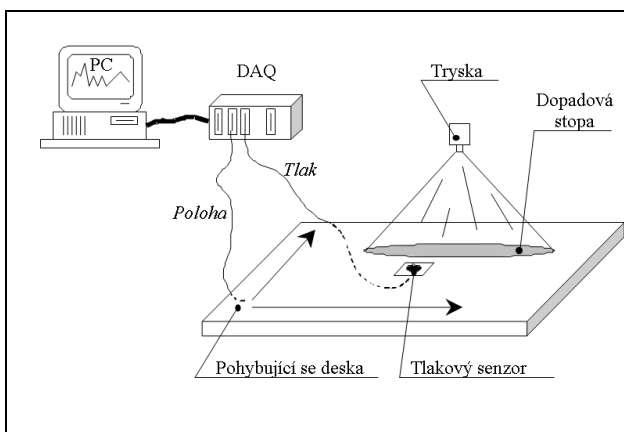 PC
DAQ
Tryska
Dopadová
stopa
Tlak
Poloha
Pohybující se deska
Tlakový senzor